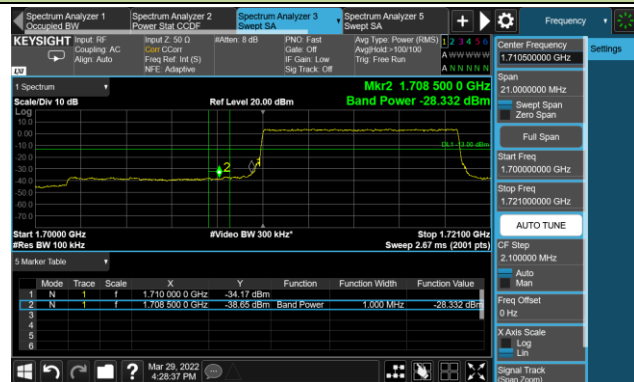 Spectrum Analyzer 1
Occupied BW
Spectrum Analyzer 2
Power Stat CCDF
Spectrum Analyzer 3
Swept SA
Spectrum Analyzer 5
Swept SA
Frequency
KEYSIGHT
Input: RF
Coupling: AC
Align: Auto
Input Z: 50 Ω
Corr CCorr
Freq Ref: Int (S)
NFE: Adaptive
#Atten: 8 dB
PNO: Fast
Gate: Off
IF Gain: Low
Sig Track: Off
Avg Type: Power (RMS)
Avg|Hold:>100/100
Trig: Free Run
1 2 3 4 5 6
A W W W W W
A N N N N N
LXI
1 Spectrum
Scale/Div 10 dB
Ref Level 20.00 dBm
Mkr2 1.708 500 0 GHz
Band Power -28.332 dBm
Log
10.0
0.00
-10.0
-20.0
-30.0
-40.0
-50.0
-60.0
-70.0
DL1 -13.00 dBm
2
Start 1.70000 GHz
#Res BW 100 kHz
#Video BW 300 kHz*
Stop 1.72100 GHz
Sweep 2.67 ms (2001 pts)
5 Marker Table
Mode Trace Scale X Y Function Function Width Function Value
1 N 1 f 1.710 000 0 GHz -34.17 dBm
2 N 1 f 1.708 500 0 GHz -38.65 dBm Band Power 1.000 MHz -28.332 dBm
3
4
5
6
Mar 29, 2022
4:28:37 PM
Center Frequency
1.710500000 GHz
Settings
Span
21.0000000 MHz
Swept Span
Zero Span
Full Span
Start Freq
1.700000000 GHz
Stop Freq
1.721000000 GHz
AUTO TUNE
CF Step
2.100000 MHz
Auto
Man
Freq Offset
0 Hz
X Axis Scale
Log
Lin
Signal Track
(Span Zoom)